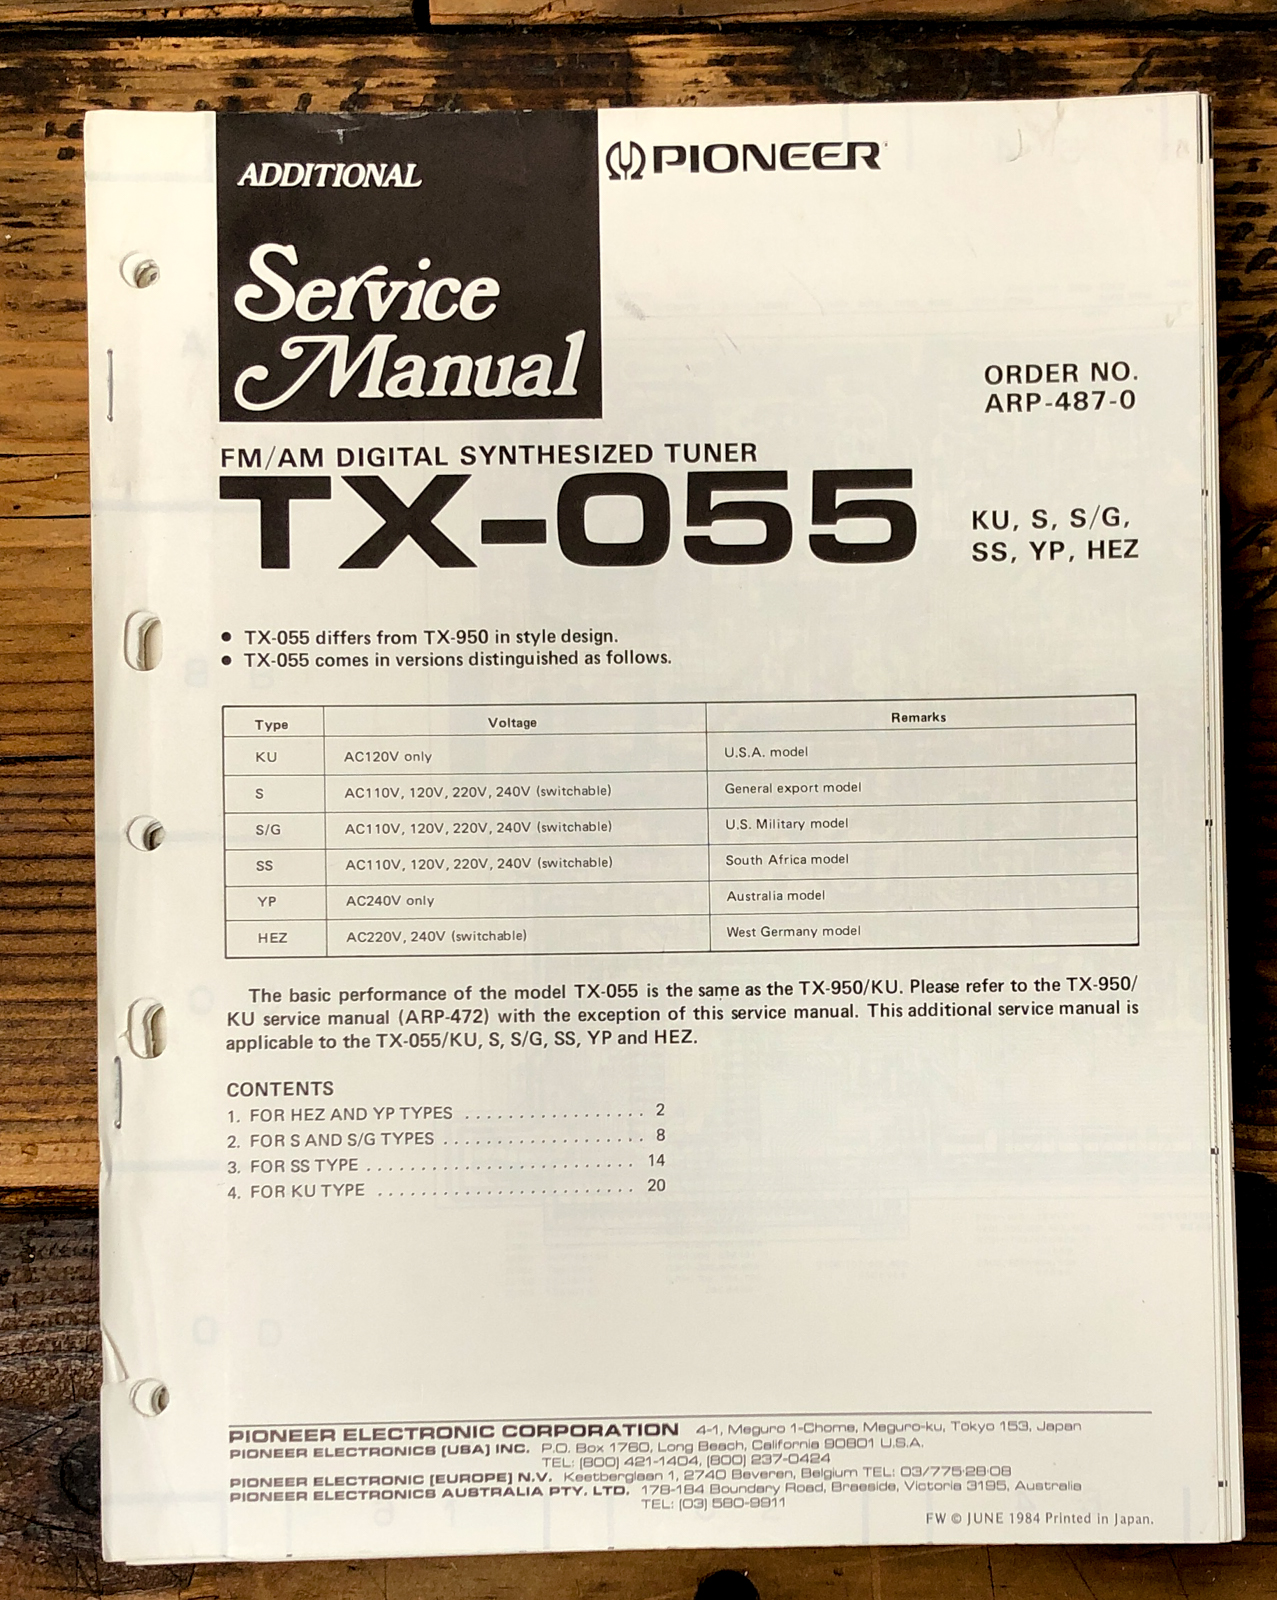 ADDITIONAL
Service
Manual
PIONEER
ORDER NO.
ARP-487-0
FM/AM DIGITAL SYNTHESIZED TUNER
TX-055
KU, S, S/G,
SS, YP, HEZ
● TX-055 differs from TX-950 in style design.
● TX-055 comes in versions distinguished as follows.
Type Voltage Remarks
KU AC120V only U.S.A. model
S AC110V, 120V, 220V, 240V (switchable) General export model
S/G AC110V, 120V, 220V, 240V (switchable) U.S. Military model
SS AC110V, 120V, 220V, 240V (switchable) South Africa model
YP AC240V only Australia model
HEZ AC220V, 240V (switchable) West Germany model
The basic performance of the model TX-055 is the same as the TX-950/KU. Please refer to the TX-950/
KU service manual (ARP-472) with the exception of this service manual. This additional service manual is
applicable to the TX-055/KU, S, S/G, SS, YP and HEZ.
CONTENTS
1. FOR HEZ AND YP TYPES . . . . . . . . . . . . . . . . . 2
2. FOR S AND S/G TYPES . . . . . . . . . . . . . . . . . . . 8
3. FOR SS TYPE . . . . . . . . . . . . . . . . . . . . . . . . . 14
4. FOR KU TYPE . . . . . . . . . . . . . . . . . . . . . . . . 20
PIONEER ELECTRONIC CORPORATION 4-1, Meguro 1-Chome, Meguro-ku, Tokyo 153, Japan
PIONEER ELECTRONICS [USA] INC. P.O. Box 1760, Long Beach, California 90801 U.S.A.
TEL: [800] 421-1404, [800] 237-0424
PIONEER ELECTRONIC [EUROPE] N.V. Keetberglaan 1, 2740 Beveren, Belgium TEL: 03/775·28·08
PIONEER ELECTRONICS AUSTRALIA PTY. LTD. 178-184 Boundary Road, Braeside, Victoria 3195, Australia
TEL: [03] 580-9911
FW © JUNE 1984 Printed in Japan.